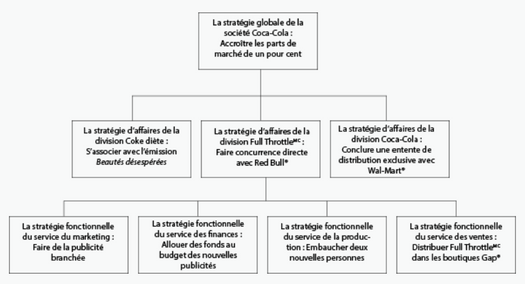 La stratégie globale de la
société Coca-Cola :
Accroître les parts de
marché de un pour cent
La stratégie d'affaires de la
division Coke diète :
S'associer avec l'émission
Beautés désespérées
La stratégie d'affaires de la
division Full Throttleᴹᶜ :
Faire concurrence directe
avec Red Bull*
La stratégie d'affaires de la
division Coca-Cola :
Conclure une entente de
distribution exclusive avec
Wal-Mart*
La stratégie fonctionnelle
du service du marketing :
Faire de la publicité
branchée
La stratégie fonctionnelle
du service des finances :
Allouer des fonds au
budget des nouvelles
publicités
La stratégie fonctionnelle
du service de la produc-
tion : Embaucher deux
nouvelles personnes
La stratégie fonctionnelle
du service des ventes :
Distribuer Full Throttleᴹᶜ
dans les boutiques Gap*